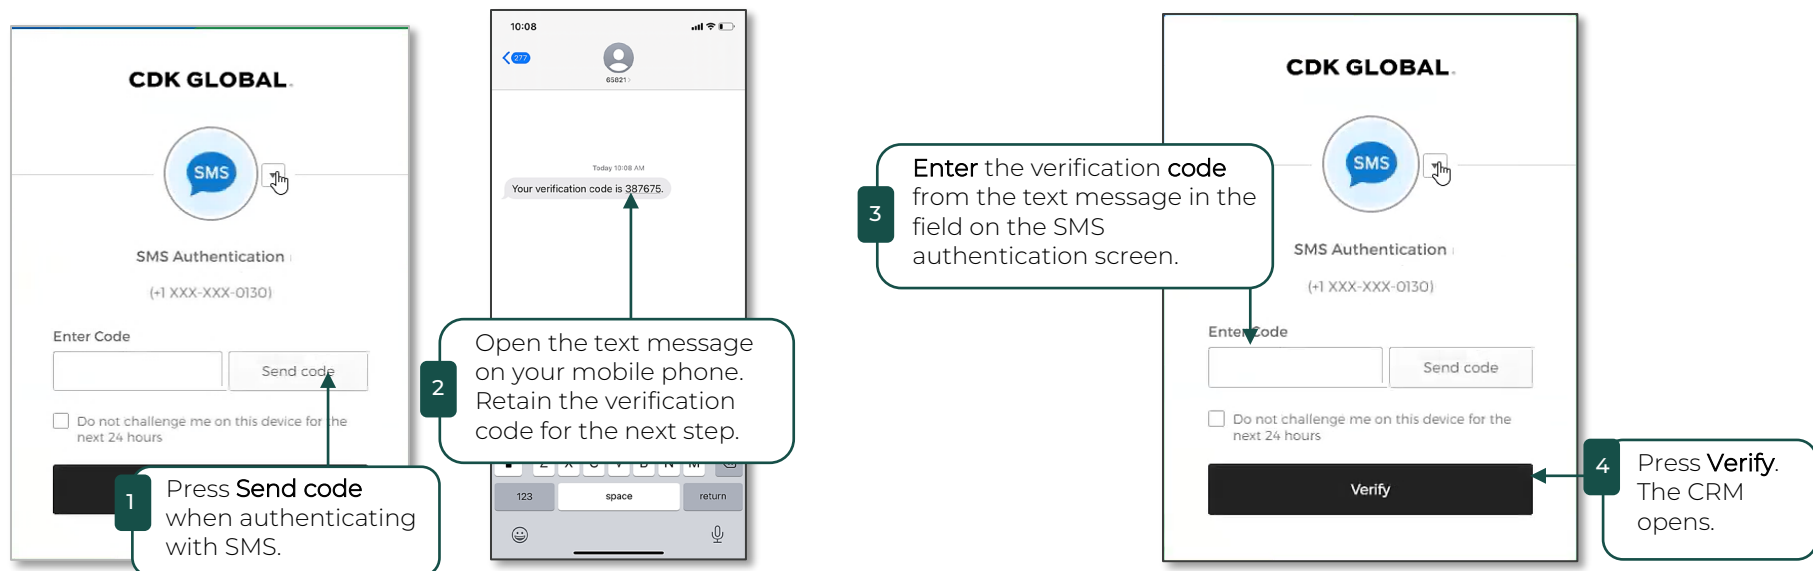 CDK GLOBAL.
SMS
SMS Authentication
(+1 XXX-XXX-0130)
Enter Code
Send code
Do not challenge me on this device for the
next 24 hours
1
Press Send code
when authenticating
with SMS.
10:08
277
65821
Today 10:08 AM
Your verification code is 387675.
2
Open the text message
on your mobile phone.
Retain the verification
code for the next step.
Z X C V B N M
123 space return
3
Enter the verification code
from the text message in the
field on the SMS
authentication screen.
CDK GLOBAL.
SMS
SMS Authentication
(+1 XXX-XXX-0130)
Enter Code
Send code
Do not challenge me on this device for the
next 24 hours
Verify
4
Press Verify.
The CRM
opens.